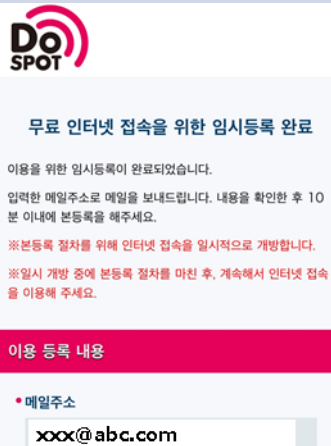 Do
SPOT
무료 인터넷 접속을 위한 임시등록 완료
이용을 위한 임시등록이 완료되었습니다.
입력한 메일주소로 메일을 보내드립니다. 내용을 확인한 후 10
분 이내에 본등록을 해주세요.
※본등록 절차를 위해 인터넷 접속을 일시적으로 개방합니다.
※일시 개방 중에 본등록 절차를 마친 후, 계속해서 인터넷 접속
을 이용해 주세요.
이용 등록 내용
•메일주소
xxx@abc.com